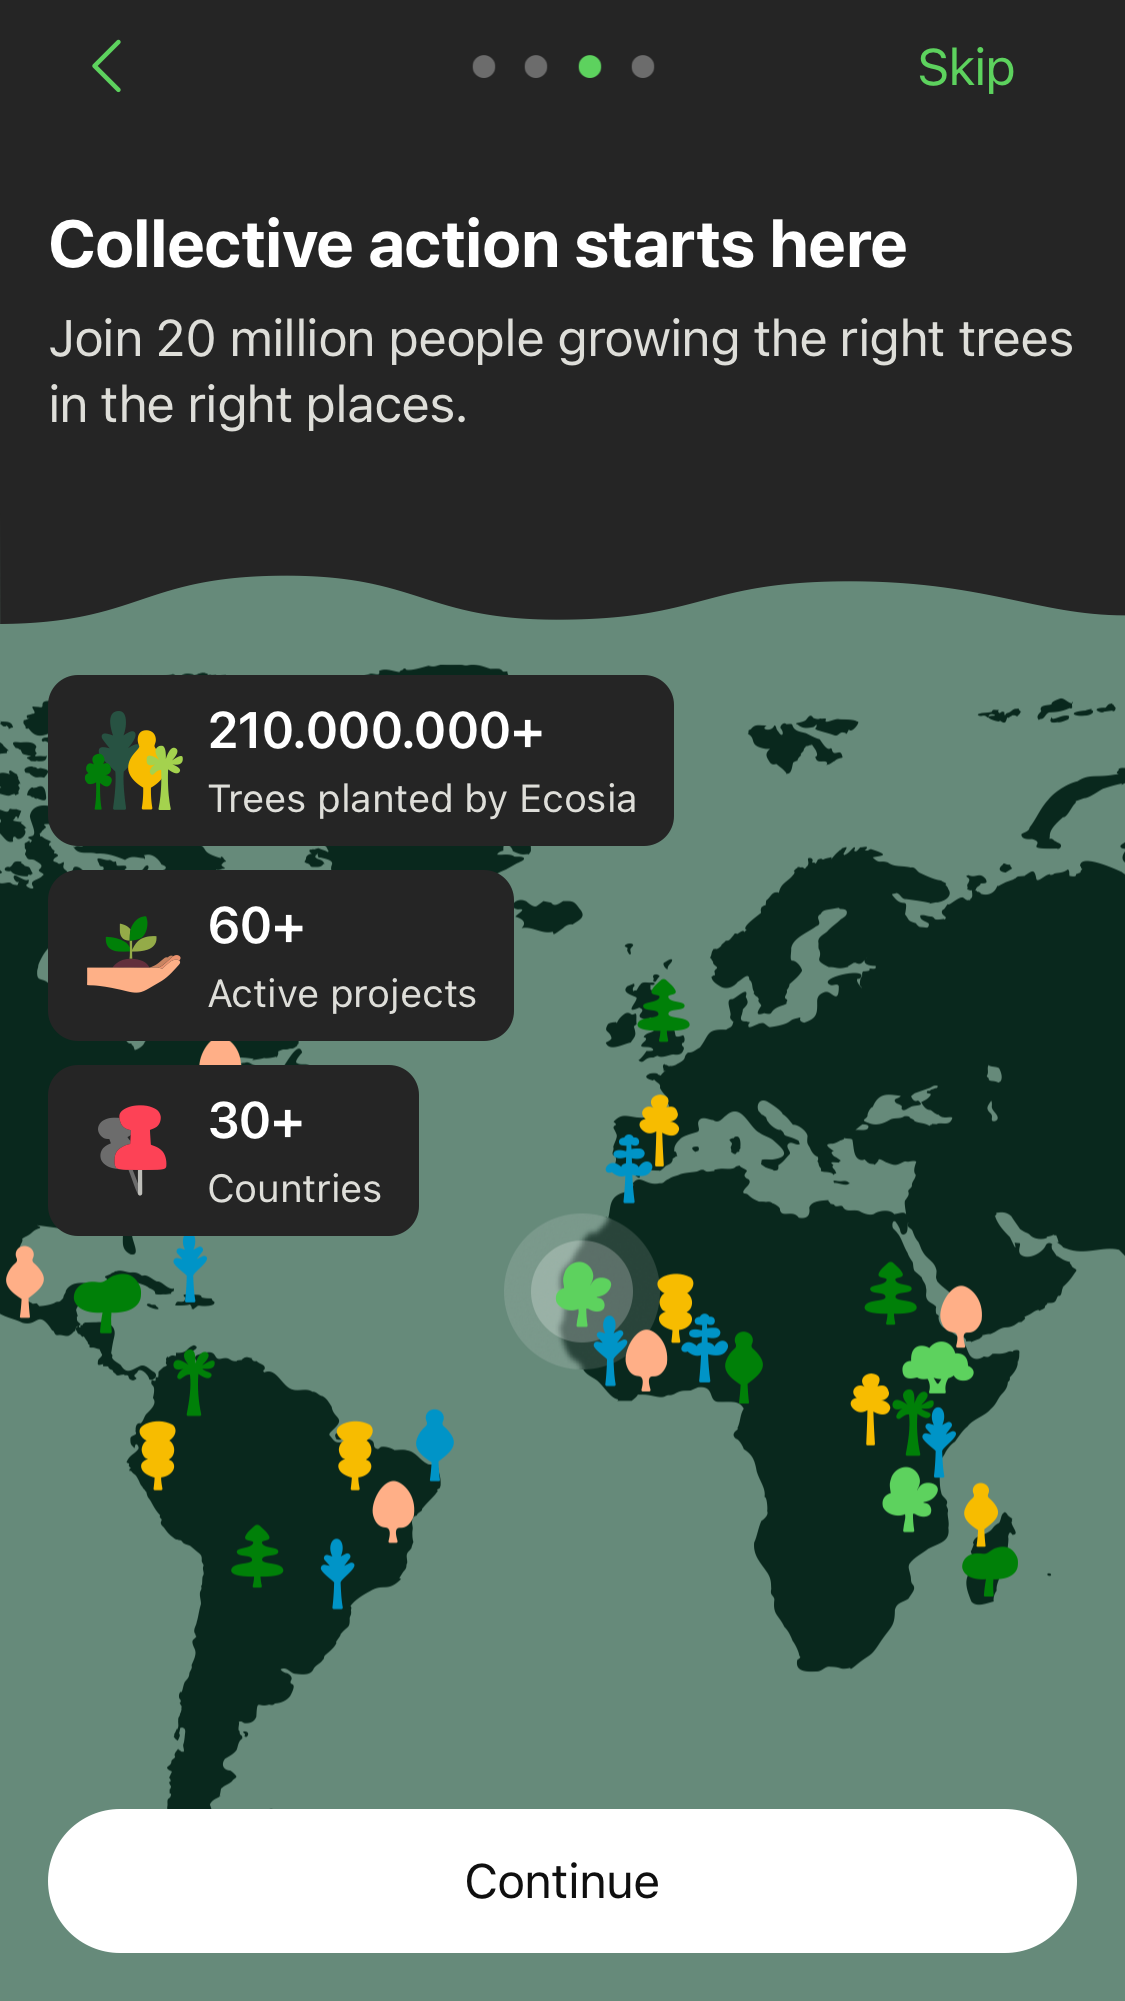 Skip
Collective action starts here
Join 20 million people growing the right trees
in the right places.
210.000.000+
Trees planted by Ecosia
60+
Active projects
30+
Countries
Continue